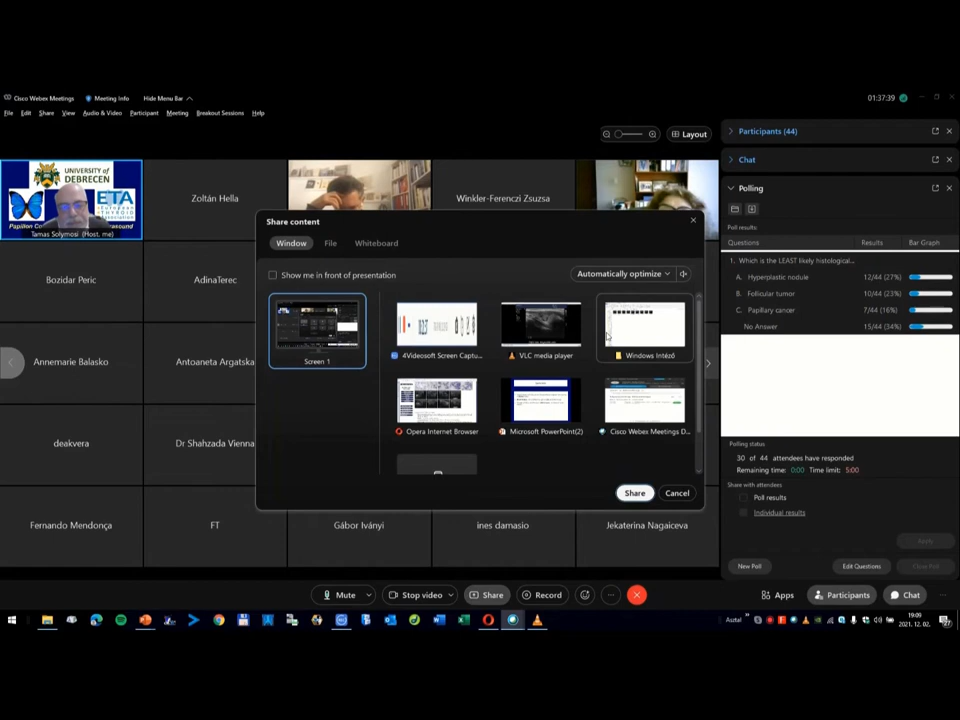 Cisco Webex Meetings Meeting Info Hide Menu Bar
01:37:39
File Edit Share View Audio & Video Participant Meeting Breakout Sessions Help
Layout
UNIVERSITY of
DEBRECEN
ETA
Tamas Solymosi (Host, me)
Zoltán Hella
Winkler-Ferenczi Zsuzsa
Bozidar Peric
AdinaTerec
Annemarie Balasko
Antoaneta Argatska
deakvera
Dr Shahzada Vienna
Fernando Mendonça
FT
Gábor Iványi
ines damasio
Jekaterina Nagaiceva
Share content
Window File Whiteboard
Show me in front of presentation
Automatically optimize
Screen 1
4Videosoft Screen Captu...
VLC media player
Windows Intéző
Opera Internet Browser
Microsoft PowerPoint(2)
Cisco Webex Meetings D...
Share Cancel
Participants (44)
Chat
Polling
Poll results
Questions Results Bar Graph
1. Which is the LEAST likely histological...
A. Hyperplastic nodule 12/44 (27%)
B. Follicular tumor 10/44 (23%)
C. Papillary cancer 7/44 (16%)
No Answer 15/44 (34%)
Polling status
30 of 44 attendees have responded
Remaining time: 0:00 Time limit: 5:00
Share with attendees
Poll results
Individual results
Apply
New Poll Edit Questions Close Poll
Mute Stop video Share Record
Apps Participants Chat
Asztal
19:09
2021. 12. 02.